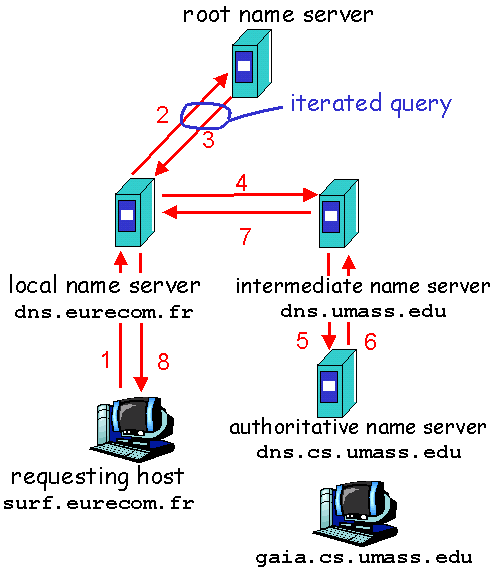 root name server
iterated query
2
3
4
7
local name server
dns.eurecom.fr
intermediate name server
dns.umass.edu
5
6
1
8
authoritative name server
dns.cs.umass.edu
requesting host
surf.eurecom.fr
gaia.cs.umass.edu